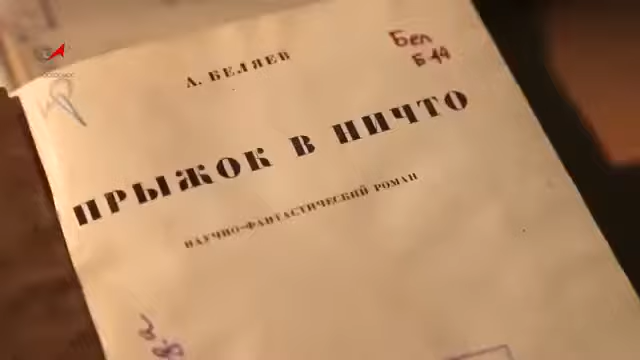 А. БЕЛЯЕВ
Бел
Б-44
ПРЫЖОК В НИЧТО
НАУЧНО-ФАНТАСТИЧЕСКИЙ РОМАН